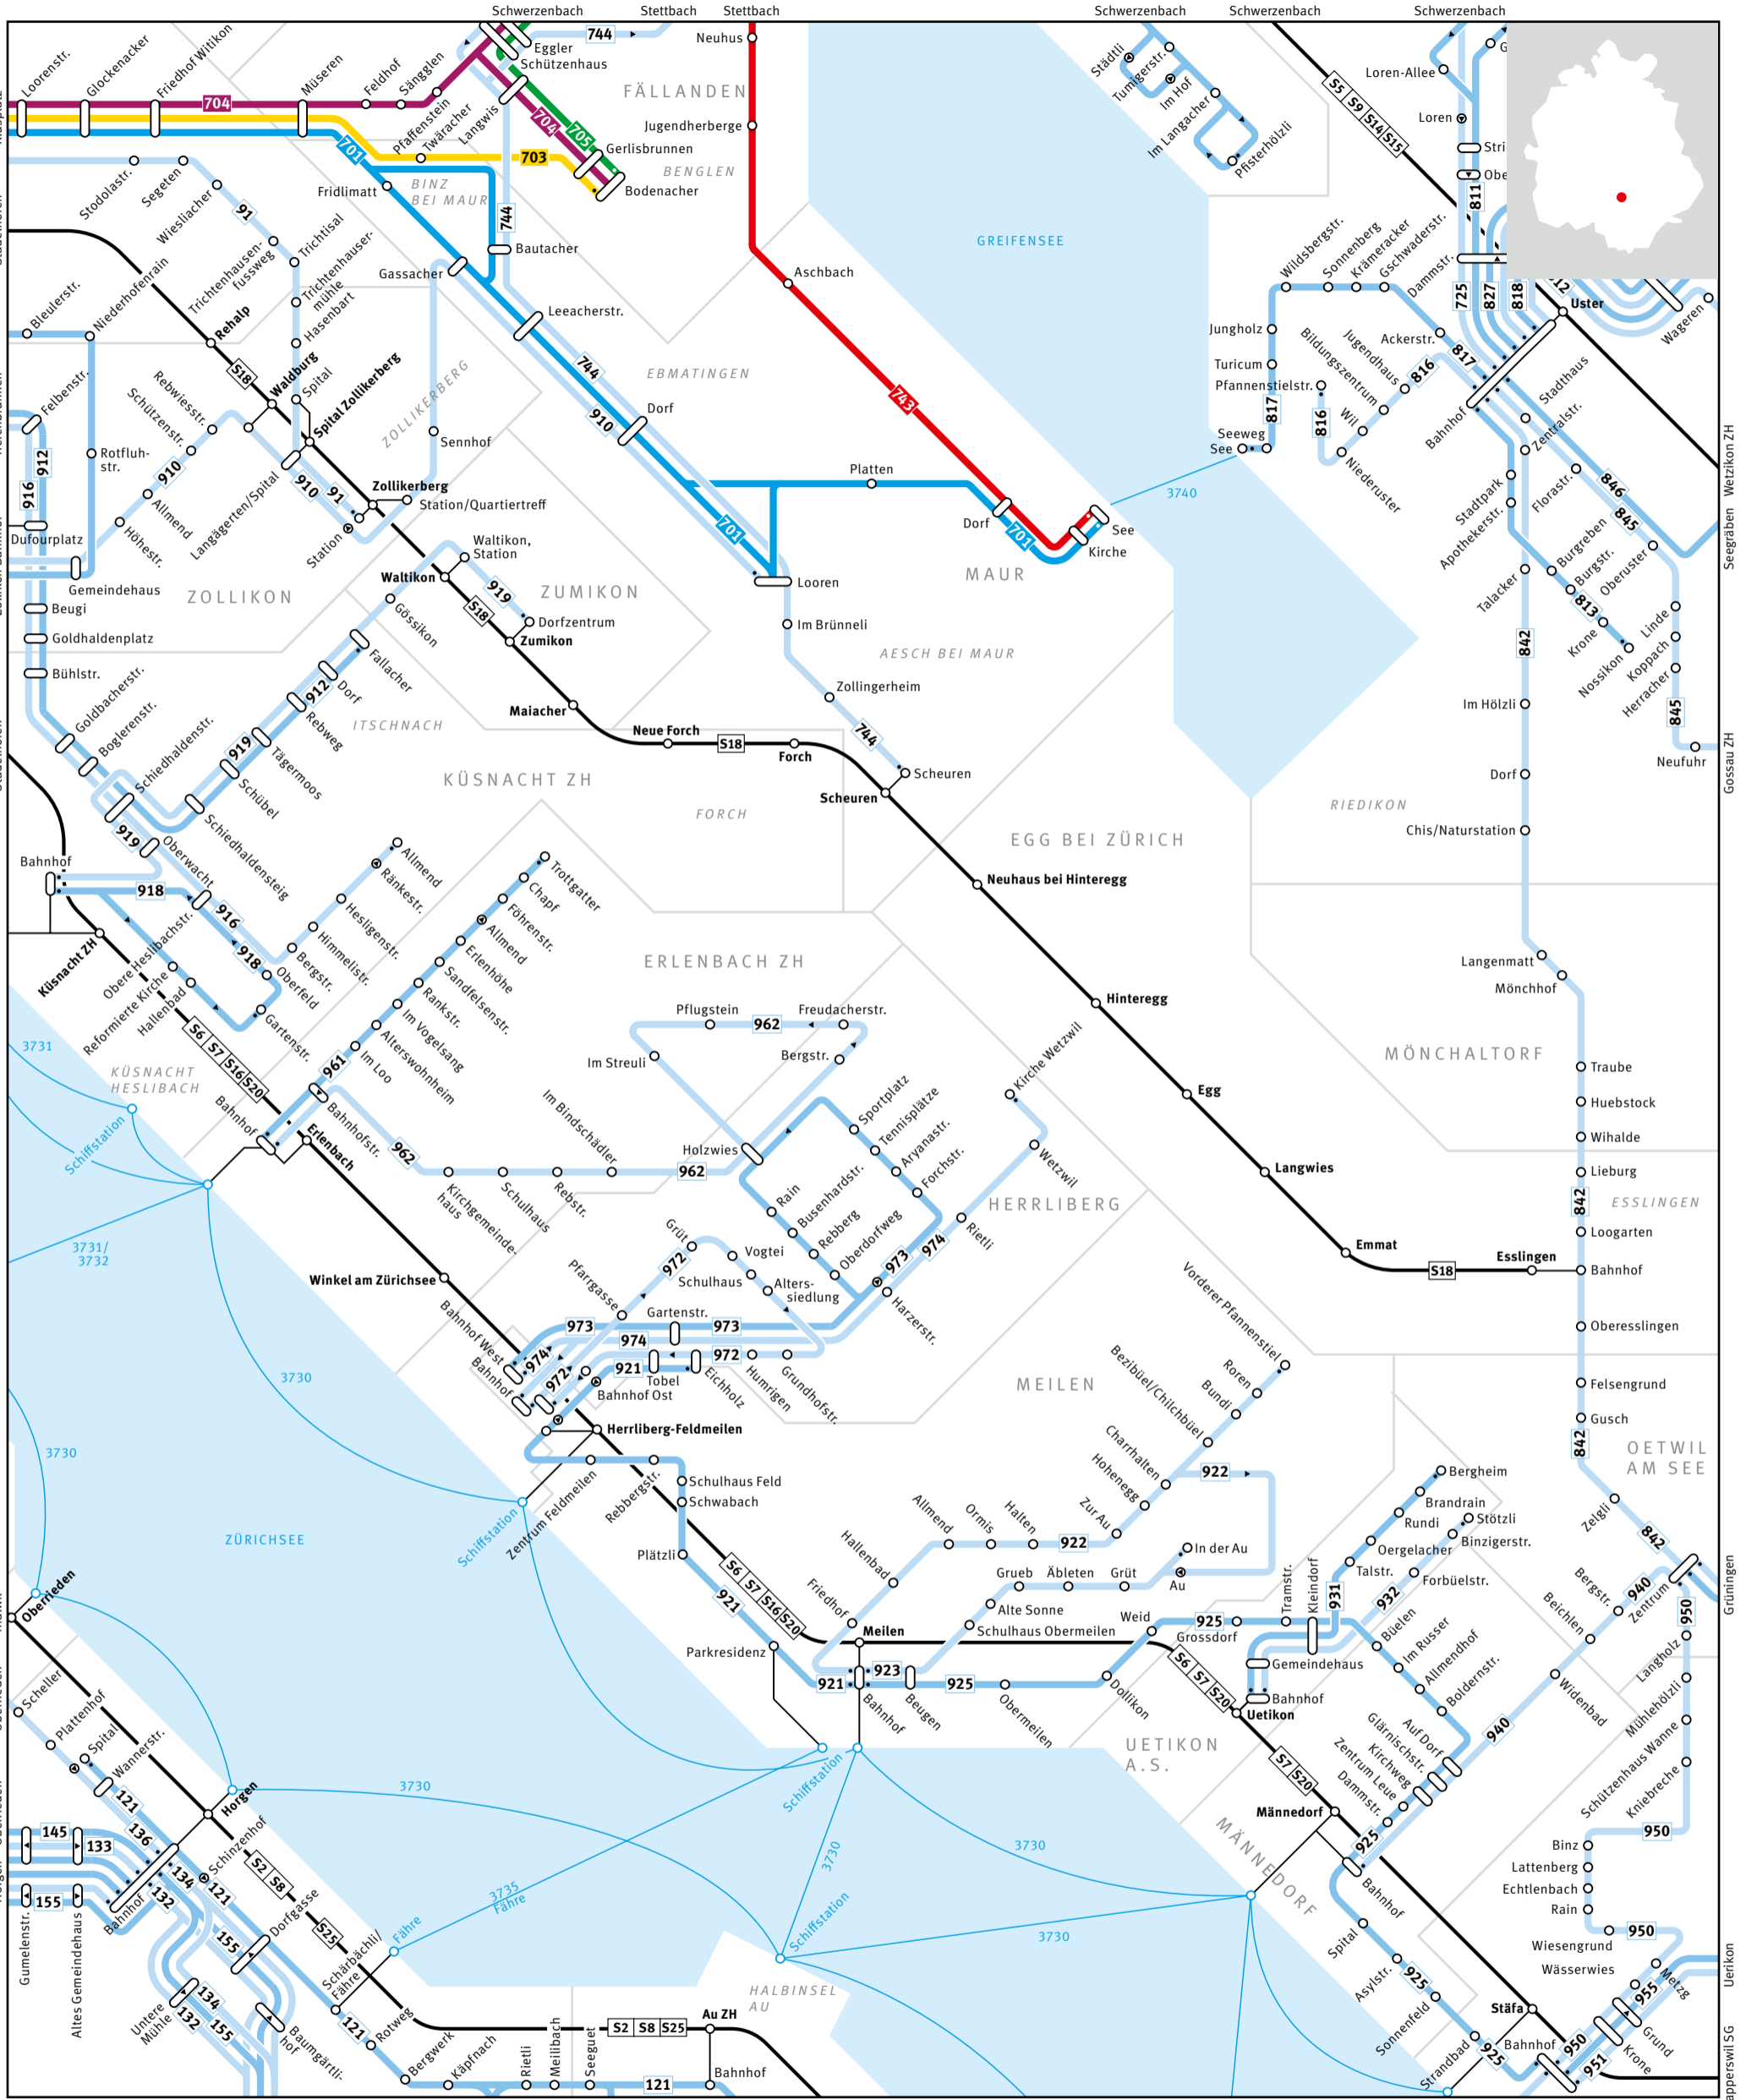 Schwerzenbach
Stettbach
Stettbach
Schwerzenbach
Schwerzenbach
Schwerzenbach
Loorenstr.
Glockenacker
Friedhof Witikon
Müseren
Feldhof
Sängglen
704
Eggler
Schützenhaus
744
Neuhus
FÄLLANDEN
Pfaffenstein
Twäracher
Langwis
704
705
Gerlisbrunnen
703
Bodenacher
BENGLEN
Jugendherberge
701
Fridlimatt
BINZ
BEI MAUR
744
Bautacher
Gassacher
Leeacherstr.
Städtli
Tumigerstr.
Im Hof
Im Langacher
Pfisterhölzli
S5 S9 S14 S15
Loren-Allee
Loren
811
GREIFENSEE
Aschbach
743
Stodolastr.
Segeten
Wiesliacher
91
Trichtisal
Trichtenhausen-
fussweg
Trichtenhauser-
mühle
Hasenbart
Bleulerstr.
Niederhofenrain
Rehalp
S18
Waldburg
Spital
Spital Zollikerberg
ZOLLIKERBERG
Sennhof
Rebwiesstr.
Schützenstr.
910
Allmend
Höhestr.
Langägerten/Spital
910
91
Zollikerberg
Station/Quartiertreff
Station
Felbenstr.
912
916
Rotfluh-
str.
Dufourplatz
Gemeindehaus
Beugi
Goldhaldenplatz
Bühlstr.
ZOLLIKON
EBMATINGEN
744
910
Dorf
701
Looren
Platten
Dorf
701
See
Kirche
MAUR
3740
Wildsbergstr.
Sonnenberg
Krämeracker
Gschwaderstr.
Dammstr.
725
827
818
Uster
Wageren
Jungholz
Turicum
Pfannenstielstr.
817
816
Seeweg
See
Ackerstr.
817
Jugendhaus
816
Bildungszentrum
Wil
Niederuster
Bahnhof
Stadthaus
Zentralstr.
Stadtpark
Apothekerstr.
Florastr.
846
845
Burgreben
Burgstr.
Oberuster
Talacker
813
Krone
Nossikon
Linde
Koppach
Herracher
845
Neufuhr
Wetzikon ZH
Seegräben
Gossau ZH
842
Im Hölzli
Dorf
Chis/Naturstation
RIEDIKON
Waltikon,
Station
Waltikon
919
Dorfzentrum
ZUMIKON
S18
Zumikon
Gössikon
Fallacher
Dorf
912
Rebweg
ITSCHNACH
Tägermoos
919
Schübel
Schiedhaldensteig
Goldbacherstr.
Boglerenstr.
Schiedhaldenstr.
919
Oberwacht
Maiacher
Neue Forch
S18
Forch
KÜSNACHT ZH
FORCH
Im Brünneli
AESCH BEI MAUR
Zollingerheim
744
Scheuren
Scheuren
EGG BEI ZÜRICH
Neuhaus bei Hinteregg
Hinteregg
Egg
Langwies
Emmat
S18
Esslingen
Bahnhof
Bahnhof
918
916
918
Küsnacht ZH
Obere Heslibachstr.
Reformierte Kirche
Hallenbad
Gartenstr.
Oberfeld
Bergstr.
Himmelistr.
Hesligenstr.
Ränkestr.
Allmend
S6 S7 S16 S20
KÜSNACHT
HESLIBACH
3731
Schiffstation
3731/
3732
Trottgatter
Chapf
Föhrenstr.
Allmend
Erlenhöhe
Sandfelsenstr.
Rankstr.
Im Vogelsang
Alterswohnheim
Im Loo
961
Bahnhofstr.
Bahnhof
Erlenbach
962
ERLENBACH ZH
Pflugstein
962
Freudacherstr.
Im Streuli
Bergstr.
Im Bindschädler
Holzwies
962
Kirchgemeinde-
haus
Schulhaus
Rebstr.
Sportplatz
Tennisplätze
Aryanastr.
Forchstr.
Rain
Busenhardstr.
Rebberg
Oberdorfweg
973
974
Harzerstr.
Rietli
Wetzwil
Kirche Wetzwil
HERRLIBERG
Langenmatt
Mönchhof
MÖNCHALTORF
Traube
Huebstock
Wihalde
Lieburg
842
ESSLINGEN
Loogarten
Oberesslingen
Felsengrund
Gusch
842
OETWIL
AM SEE
Winkel am Zürichsee
Grüt
972
Vogtei
Schulhaus
Alters-
siedlung
Pfarrgasse
Gartenstr.
973
973
974
972
921
Tobel
Eichholz
Humrigen
Grundhofstr.
Bahnhof West
Bahnhof
974
972
Bahnhof Ost
Herrliberg-Feldmeilen
Zentrum Feldmeilen
Rebbergstr.
Schulhaus Feld
Schwabach
Plätzli
Schiffstation
3730
3730
ZÜRICHSEE
S6 S7 S16 S20
921
Parkresidenz
Meilen
MEILEN
Vorderer Pfannenstiel
Roren
Bundi
Bezibüel/Chilchbüel
Charrhalten
Hohenegg
Zur Au
922
Allmend
Ormis
Halten
922
Hallenbad
Friedhof
In der Au
Au
Grueb
Äbleten
Grüt
Alte Sonne
Schulhaus Obermeilen
921
923
925
Bahnhof
Beugen
Obermeilen
Dollikon
Weid
925
Grossdorf
Tramstr.
Kleindorf
931
Gemeindehaus
Bahnhof
Uetikon
UETIKON
A.S.
S6 S7 S20
Bergheim
Brandrain
Rundi
Oergelacher
Talstr.
Stötzli
Binzigerstr.
Forbüelstr.
932
Büelen
Im Russer
Allmendhof
Boldernstr.
Auf Dorf
Glärnischstr.
Kirchweg
Zentrum Leue
Dammstr.
925
940
Widenbad
Beichlen
Bergstr.
940
Zentrum
842
Zelgli
950
Langholz
Mühlehölzli
Schützenhaus Wanne
Kniebreche
950
Binz
Lattenberg
Echtlenbach
Rain
950
Wiesengrund
Wässerwies
Metzg
955
Grund
Krone
950
951
Bahnhof
Stäfa
Grüningen
Uerikon
S7 S20
Männedorf
MÄNNEDORF
Bahnhof
Spital
Asylstr.
925
Sonnenfeld
Strandbad
925
Schiffstation
3730
3730
3730
Schiffstation
3730
3735
Fähre
Fähre
HALBINSEL
AU
Oberrieden
Scheller
Plattenhof
Spital
Wannerstr.
121
136
134
132
121
Horgen
Schinzenhof
S2 S8
S25
145
133
155
Bahnhof
Gumelenstr.
Altes Gemeindehaus
Dorfgasse
155
Schärbächli/
Fähre
Untere
Mühle
134
132
155
Baumgärtli-
hof
121
Rotweg
Bergwerk
Käpfnach
Rietli
Meilibach
Seeguet
121
S2 S8 S25
Au ZH
Bahnhof